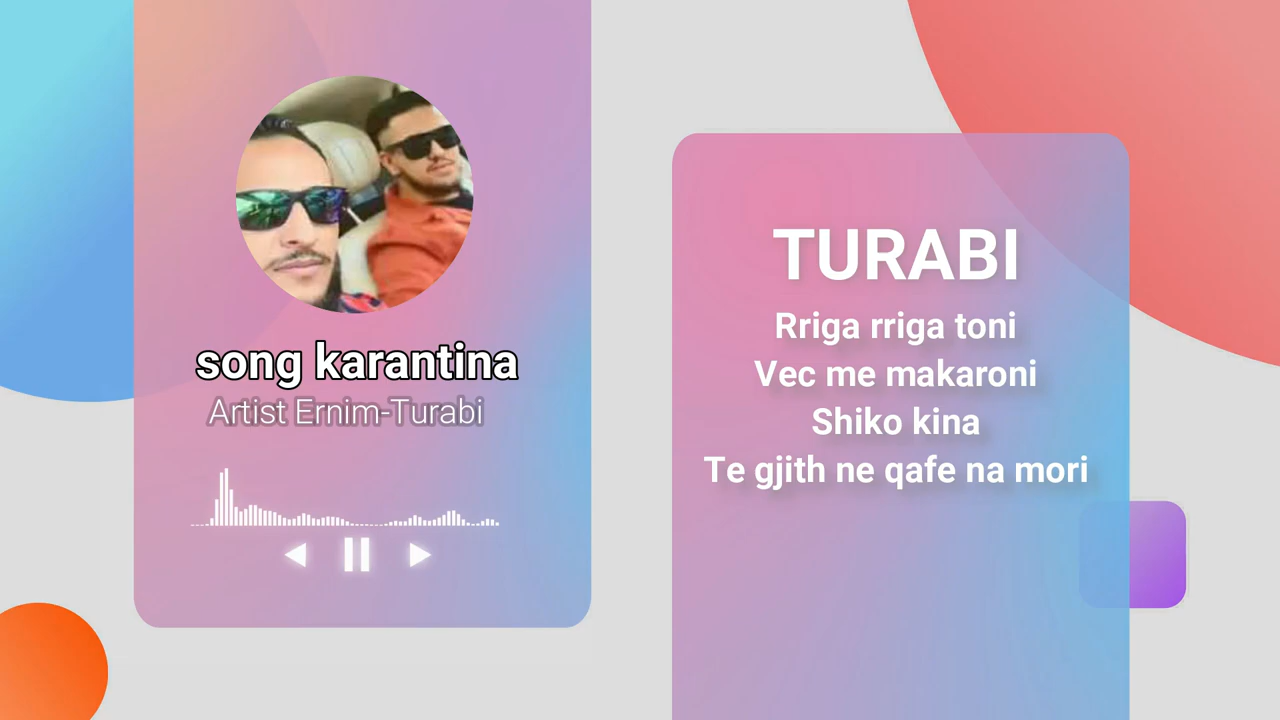 song karantina
Artist Ernim-Turabi
TURABI
Rriga rriga toni
Vec me makaroni
Shiko kina
Te gjith ne qafe na mori